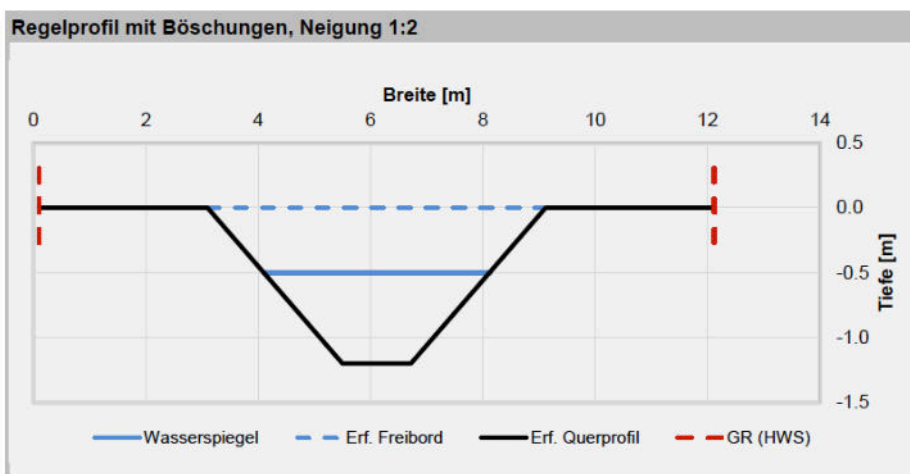 Regelprofil mit Böschungen, Neigung 1:2
Breite [m]
0 2 4 6 8 10 12 14
0.5
0.0
-0.5
-1.0
-1.5
Tiefe [m]
Wasserspiegel Erf. Freibord Erf. Querprofil GR (HWS)